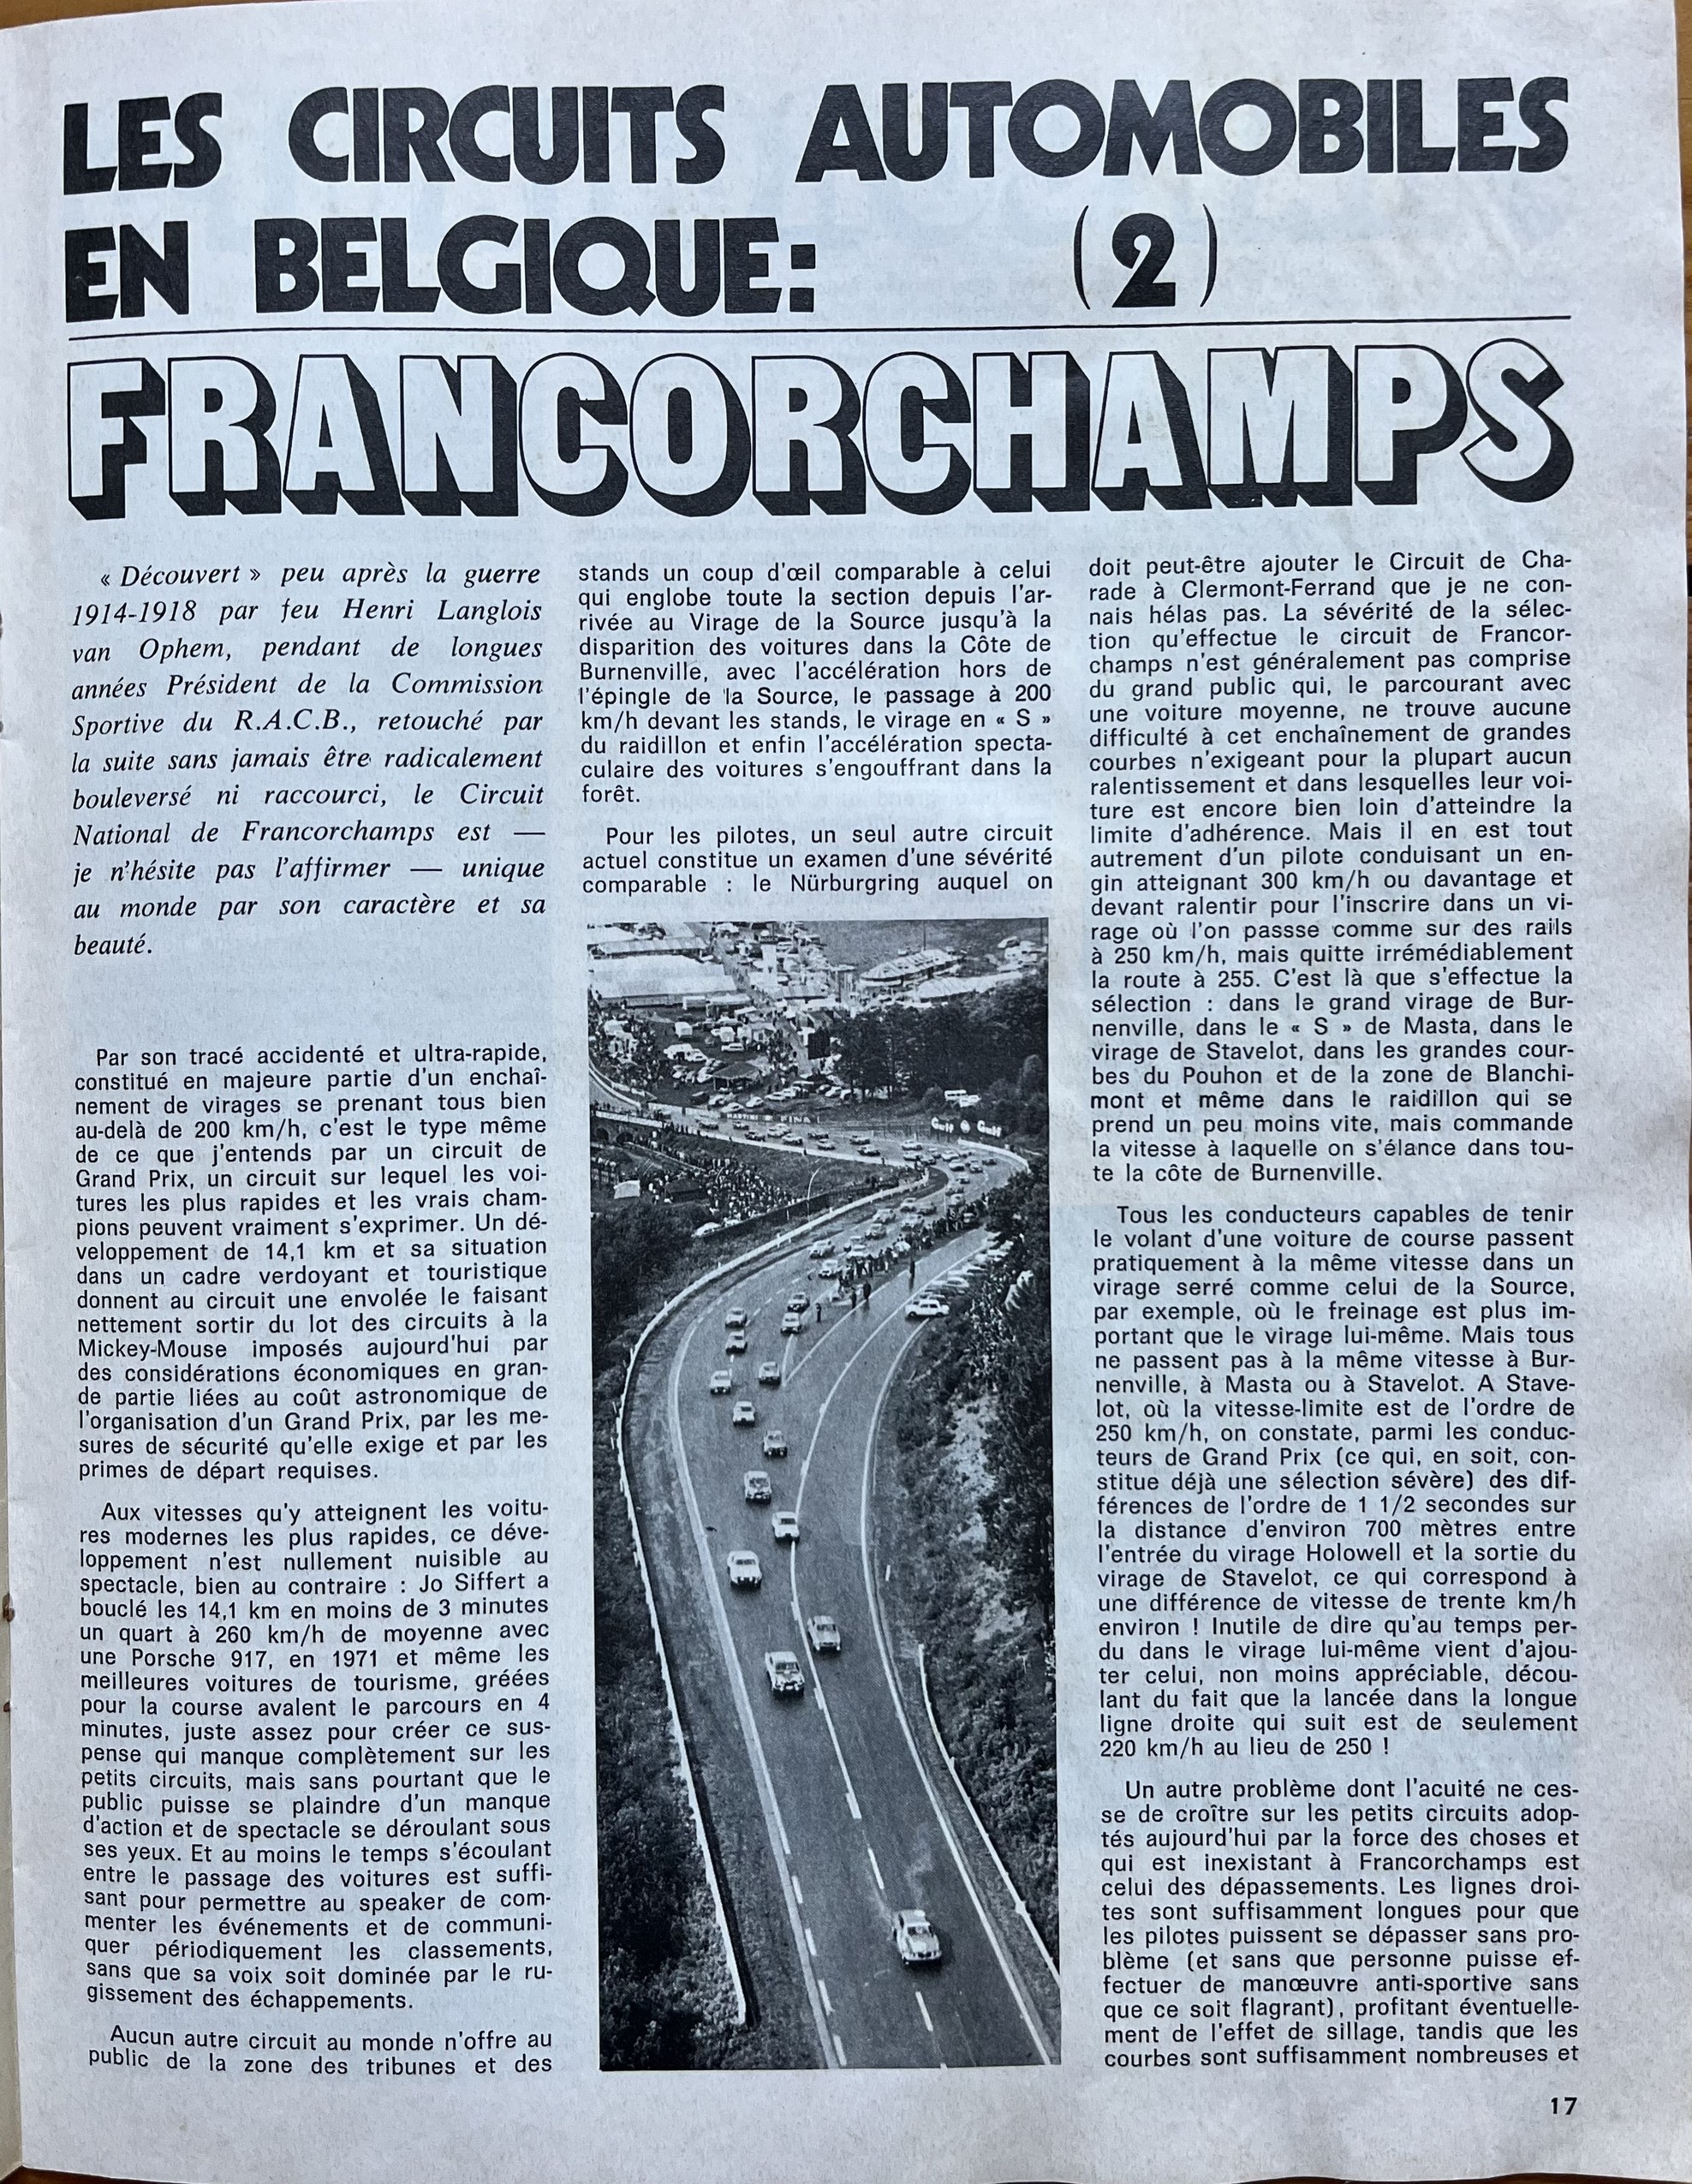 LES CIRCUITS AUTOMOBILES
EN BELGIQUE: (2)
FRANCORCHAMPS
« Découvert » peu après la guerre
1914-1918 par feu Henri Langlois
van Ophem, pendant de longues
années Président de la Commission
Sportive du R.A.C.B., retouché par
la suite sans jamais être radicalement
bouleversé ni raccourci, le Circuit
National de Francorchamps est —
je n'hésite pas l'affirmer — unique
au monde par son caractère et sa
beauté.
Par son tracé accidenté et ultra-rapide,
constitué en majeure partie d'un enchaî-
nement de virages se prenant tous bien
au-delà de 200 km/h, c'est le type même
de ce que j'entends par un circuit de
Grand Prix, un circuit sur lequel les voi-
tures les plus rapides et les vrais cham-
pions peuvent vraiment s'exprimer. Un dé-
veloppement de 14,1 km et sa situation
dans un cadre verdoyant et touristique
donnent au circuit une envolée le faisant
nettement sortir du lot des circuits à la
Mickey-Mouse imposés aujourd'hui par
des considérations économiques en gran-
de partie liées au coût astronomique de
l'organisation d'un Grand Prix, par les me-
sures de sécurité qu'elle exige et par les
primes de départ requises.
Aux vitesses qu'y atteignent les voitu-
res modernes les plus rapides, ce déve-
loppement n'est nullement nuisible au
spectacle, bien au contraire : Jo Siffert a
bouclé les 14,1 km en moins de 3 minutes
un quart à 260 km/h de moyenne avec
une Porsche 917, en 1971 et même les
meilleures voitures de tourisme, gréées
pour la course avalent le parcours en 4
minutes, juste assez pour créer ce sus-
pense qui manque complètement sur les
petits circuits, mais sans pourtant que le
public puisse se plaindre d'un manque
d'action et de spectacle se déroulant sous
ses yeux. Et au moins le temps s'écoulant
entre le passage des voitures est suffi-
sant pour permettre au speaker de com-
menter les événements et de communi-
quer périodiquement les classements,
sans que sa voix soit dominée par le ru-
gissement des échappements.
Aucun autre circuit au monde n'offre au
public de la zone des tribunes et des
stands un coup d'œil comparable à celui
qui englobe toute la section depuis l'ar-
rivée au Virage de la Source jusqu'à la
disparition des voitures dans la Côte de
Burnenville, avec l'accélération hors de
l'épingle de la Source, le passage à 200
km/h devant les stands, le virage en « S »
du raidillon et enfin l'accélération specta-
culaire des voitures s'engouffrant dans la
forêt.
Pour les pilotes, un seul autre circuit
actuel constitue un examen d'une sévérité
comparable : le Nürburgring auquel on
MARTINI FINA
Gulf Gulf
doit peut-être ajouter le Circuit de Cha-
rade à Clermont-Ferrand que je ne con-
nais hélas pas. La sévérité de la sélec-
tion qu'effectue le circuit de Francor-
champs n'est généralement pas comprise
du grand public qui, le parcourant avec
une voiture moyenne, ne trouve aucune
difficulté à cet enchaînement de grandes
courbes n'exigeant pour la plupart aucun
ralentissement et dans lesquelles leur voi-
ture est encore bien loin d'atteindre la
limite d'adhérence. Mais il en est tout
autrement d'un pilote conduisant un en-
gin atteignant 300 km/h ou davantage et
devant ralentir pour l'inscrire dans un vi-
rage où l'on passse comme sur des rails
à 250 km/h, mais quitte irrémédiablement
la route à 255. C'est là que s'effectue la
sélection : dans le grand virage de Bur-
nenville, dans le « S » de Masta, dans le
virage de Stavelot, dans les grandes cour-
bes du Pouhon et de la zone de Blanchi-
mont et même dans le raidillon qui se
prend un peu moins vite, mais commande
la vitesse à laquelle on s'élance dans tou-
te la côte de Burnenville.
Tous les conducteurs capables de tenir
le volant d'une voiture de course passent
pratiquement à la même vitesse dans un
virage serré comme celui de la Source,
par exemple, où le freinage est plus im-
portant que le virage lui-même. Mais tous
ne passent pas à la même vitesse à Bur-
nenville, à Masta ou à Stavelot. A Stave-
lot, où la vitesse-limite est de l'ordre de
250 km/h, on constate, parmi les conduc-
teurs de Grand Prix (ce qui, en soit, con-
stitue déjà une sélection sévère) des dif-
férences de l'ordre de 1 1/2 secondes sur
la distance d'environ 700 mètres entre
l'entrée du virage Holowell et la sortie du
virage de Stavelot, ce qui correspond à
une différence de vitesse de trente km/h
environ ! Inutile de dire qu'au temps per-
du dans le virage lui-même vient d'ajou-
ter celui, non moins appréciable, décou-
lant du fait que la lancée dans la longue
ligne droite qui suit est de seulement
220 km/h au lieu de 250 !
Un autre problème dont l'acuité ne ces-
se de croître sur les petits circuits adop-
tés aujourd'hui par la force des choses et
qui est inexistant à Francorchamps est
celui des dépassements. Les lignes droi-
tes sont suffisamment longues pour que
les pilotes puissent se dépasser sans pro-
blème (et sans que personne puisse ef-
fectuer de manœuvre anti-sportive sans
que ce soit flagrant), profitant éventuelle-
ment de l'effet de sillage, tandis que les
courbes sont suffisamment nombreuses et
17